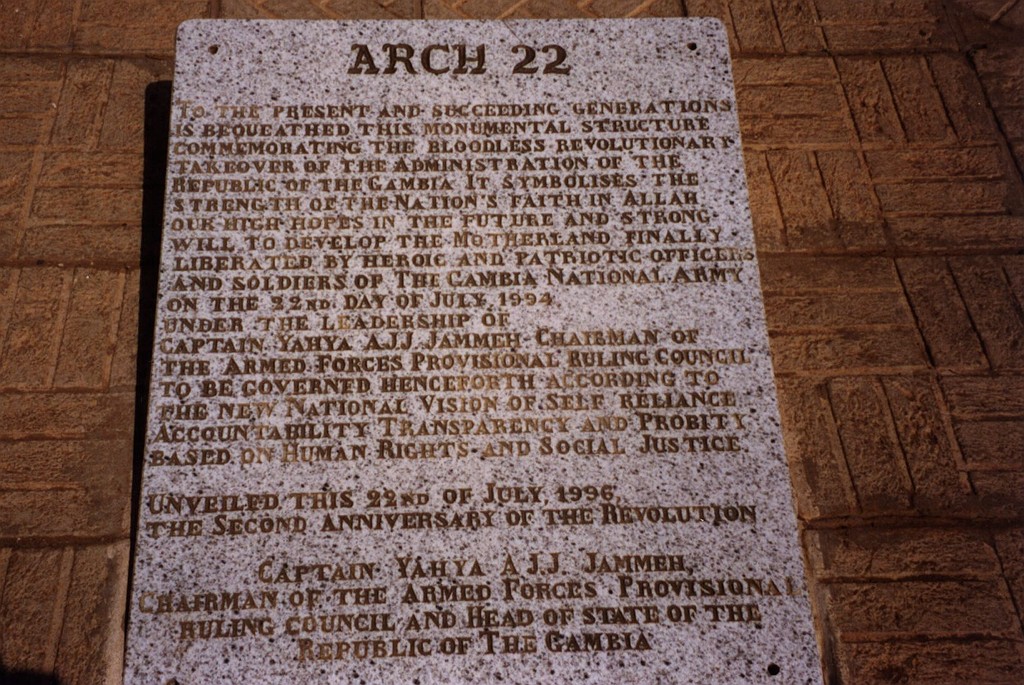 ARCH 22
TO THE PRESENT AND SUCCEEDING GENERATIONS
IS BEQUEATHED THIS MONUMENTAL STRUCTURE
COMMEMORATING THE BLOODLESS REVOLUTIONARY
TAKEOVER OF THE ADMINISTRATION OF THE
REPUBLIC OF THE GAMBIA IT SYMBOLISES THE
STRENGTH OF THE NATION'S FAITH IN ALLAH
OUR HIGH HOPES IN THE FUTURE AND STRONG
WILL TO DEVELOP THE MOTHERLAND FINALLY
LIBERATED BY HEROIC AND PATRIOTIC OFFICERS
AND SOLDIERS OF THE GAMBIA NATIONAL ARMY
ON THE 22ND. DAY OF JULY, 1994
UNDER THE LEADERSHIP OF
CAPTAIN YAHYA A.J.J. JAMMEH CHAIRMAN OF
THE ARMED FORCES PROVISIONAL RULING COUNCIL
TO BE GOVERNED HENCEFORTH ACCORDING TO
THE NEW NATIONAL VISION OF SELF RELIANCE
ACCOUNTABILITY TRANSPARENCY AND PROBITY
BASED ON HUMAN RIGHTS AND SOCIAL JUSTICE
UNVEILED THIS 22ND OF JULY, 1996,
THE SECOND ANNIVERSARY OF THE REVOLUTION
CAPTAIN YAHYA A.J.J. JAMMEH,
CHAIRMAN OF THE ARMED FORCES PROVISIONAL
RULING COUNCIL AND HEAD OF STATE OF THE
REPUBLIC OF THE GAMBIA